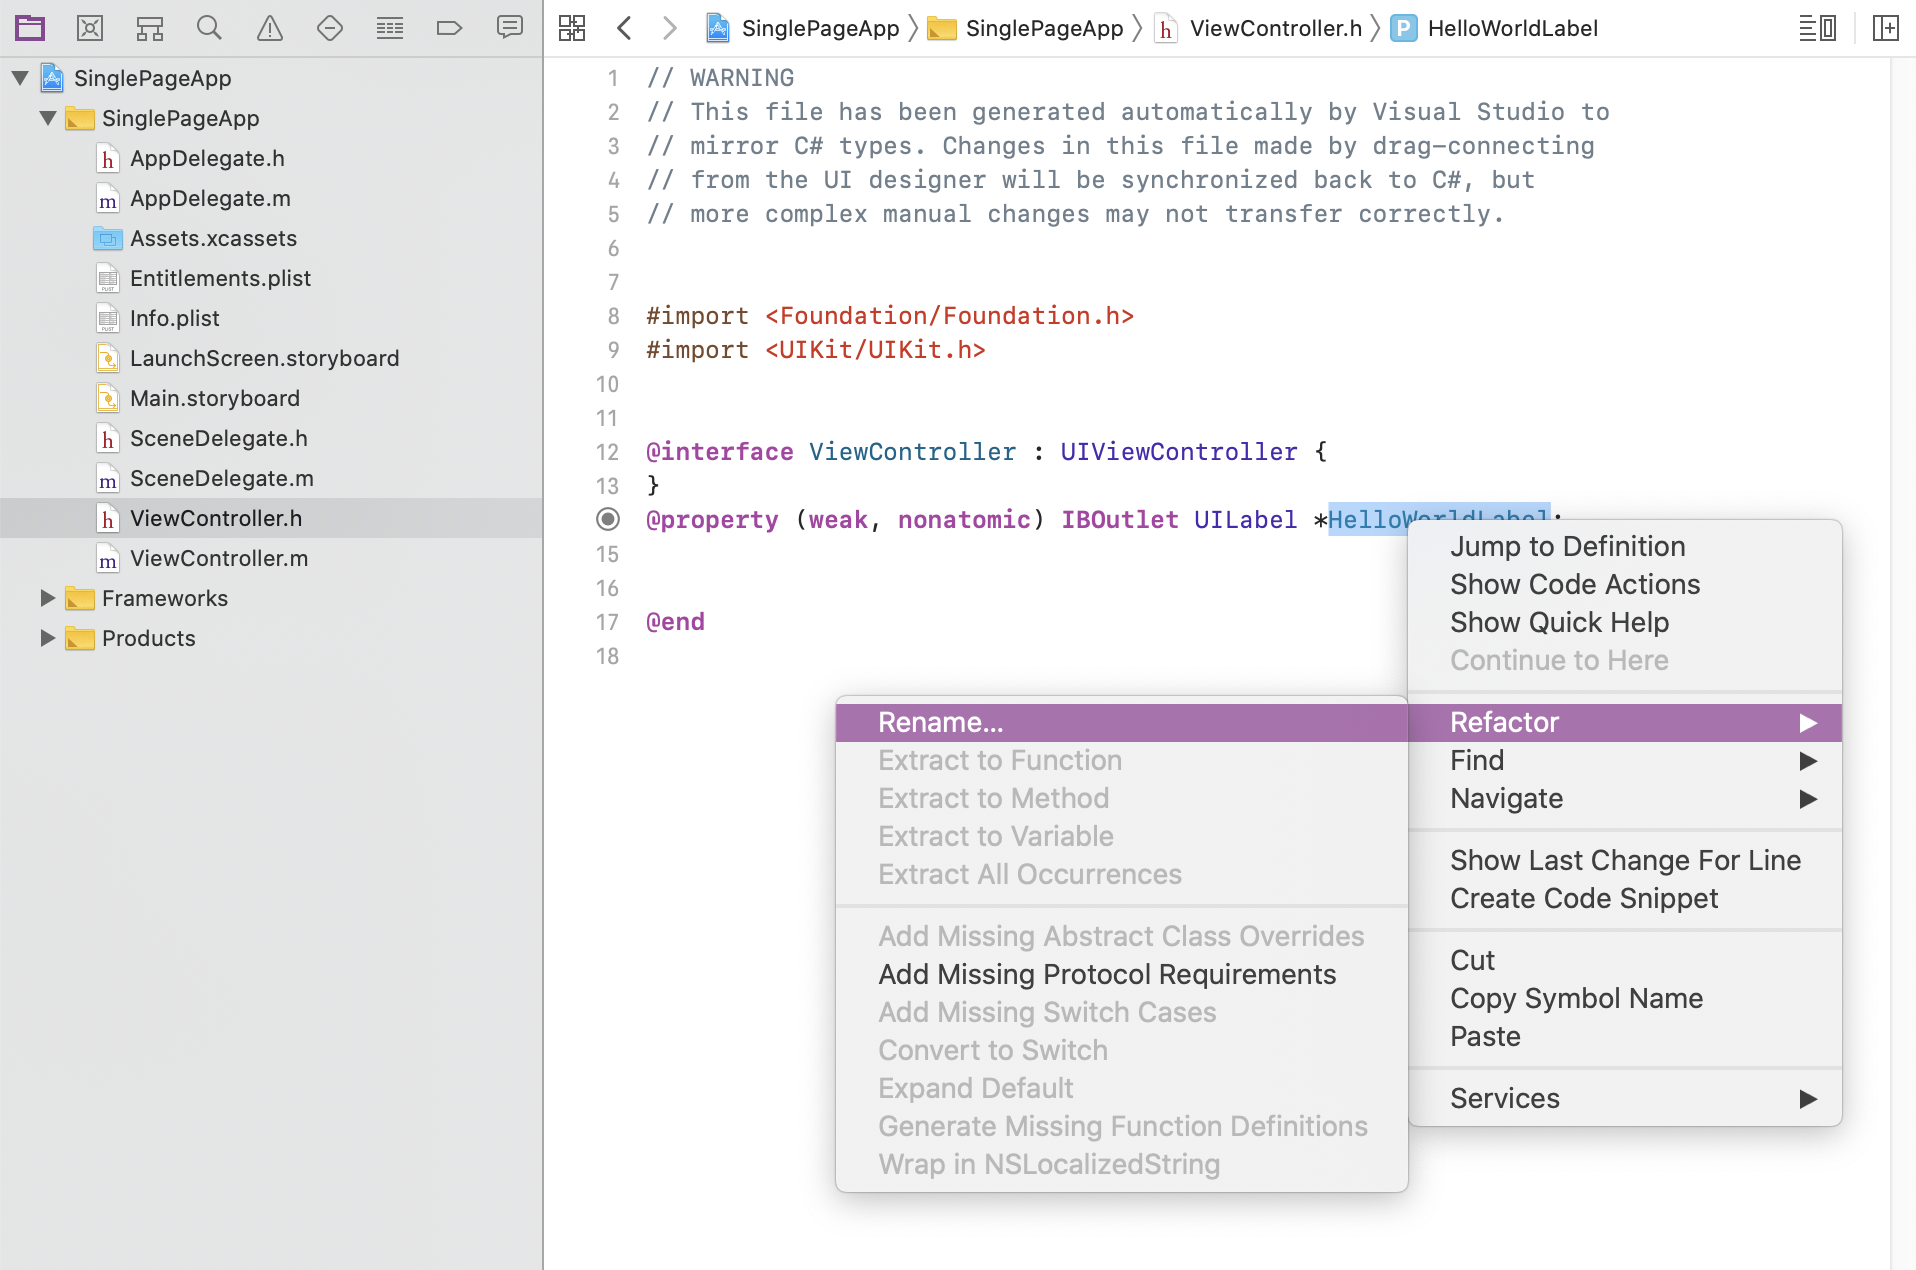 SinglePageApp
SinglePageApp
AppDelegate.h
AppDelegate.m
Assets.xcassets
Entitlements.plist
Info.plist
LaunchScreen.storyboard
Main.storyboard
SceneDelegate.h
SceneDelegate.m
ViewController.h
ViewController.m
Frameworks
Products
SinglePageApp SinglePageApp h ViewController.h P HelloWorldLabel
1 // WARNING
2 // This file has been generated automatically by Visual Studio to
3 // mirror C# types. Changes in this file made by drag-connecting
4 // from the UI designer will be synchronized back to C#, but
5 // more complex manual changes may not transfer correctly.
6
7
8 #import <Foundation/Foundation.h>
9 #import <UIKit/UIKit.h>
10
11
12 @interface ViewController : UIViewController {
13 }
@property (weak, nonatomic) IBOutlet UILabel *HelloWorldLabel;
15
16
17 @end
18
Jump to Definition
Show Code Actions
Show Quick Help
Continue to Here
Refactor
Find
Navigate
Show Last Change For Line
Create Code Snippet
Cut
Copy Symbol Name
Paste
Services
Rename...
Extract to Function
Extract to Method
Extract to Variable
Extract All Occurrences
Add Missing Abstract Class Overrides
Add Missing Protocol Requirements
Add Missing Switch Cases
Convert to Switch
Expand Default
Generate Missing Function Definitions
Wrap in NSLocalizedString